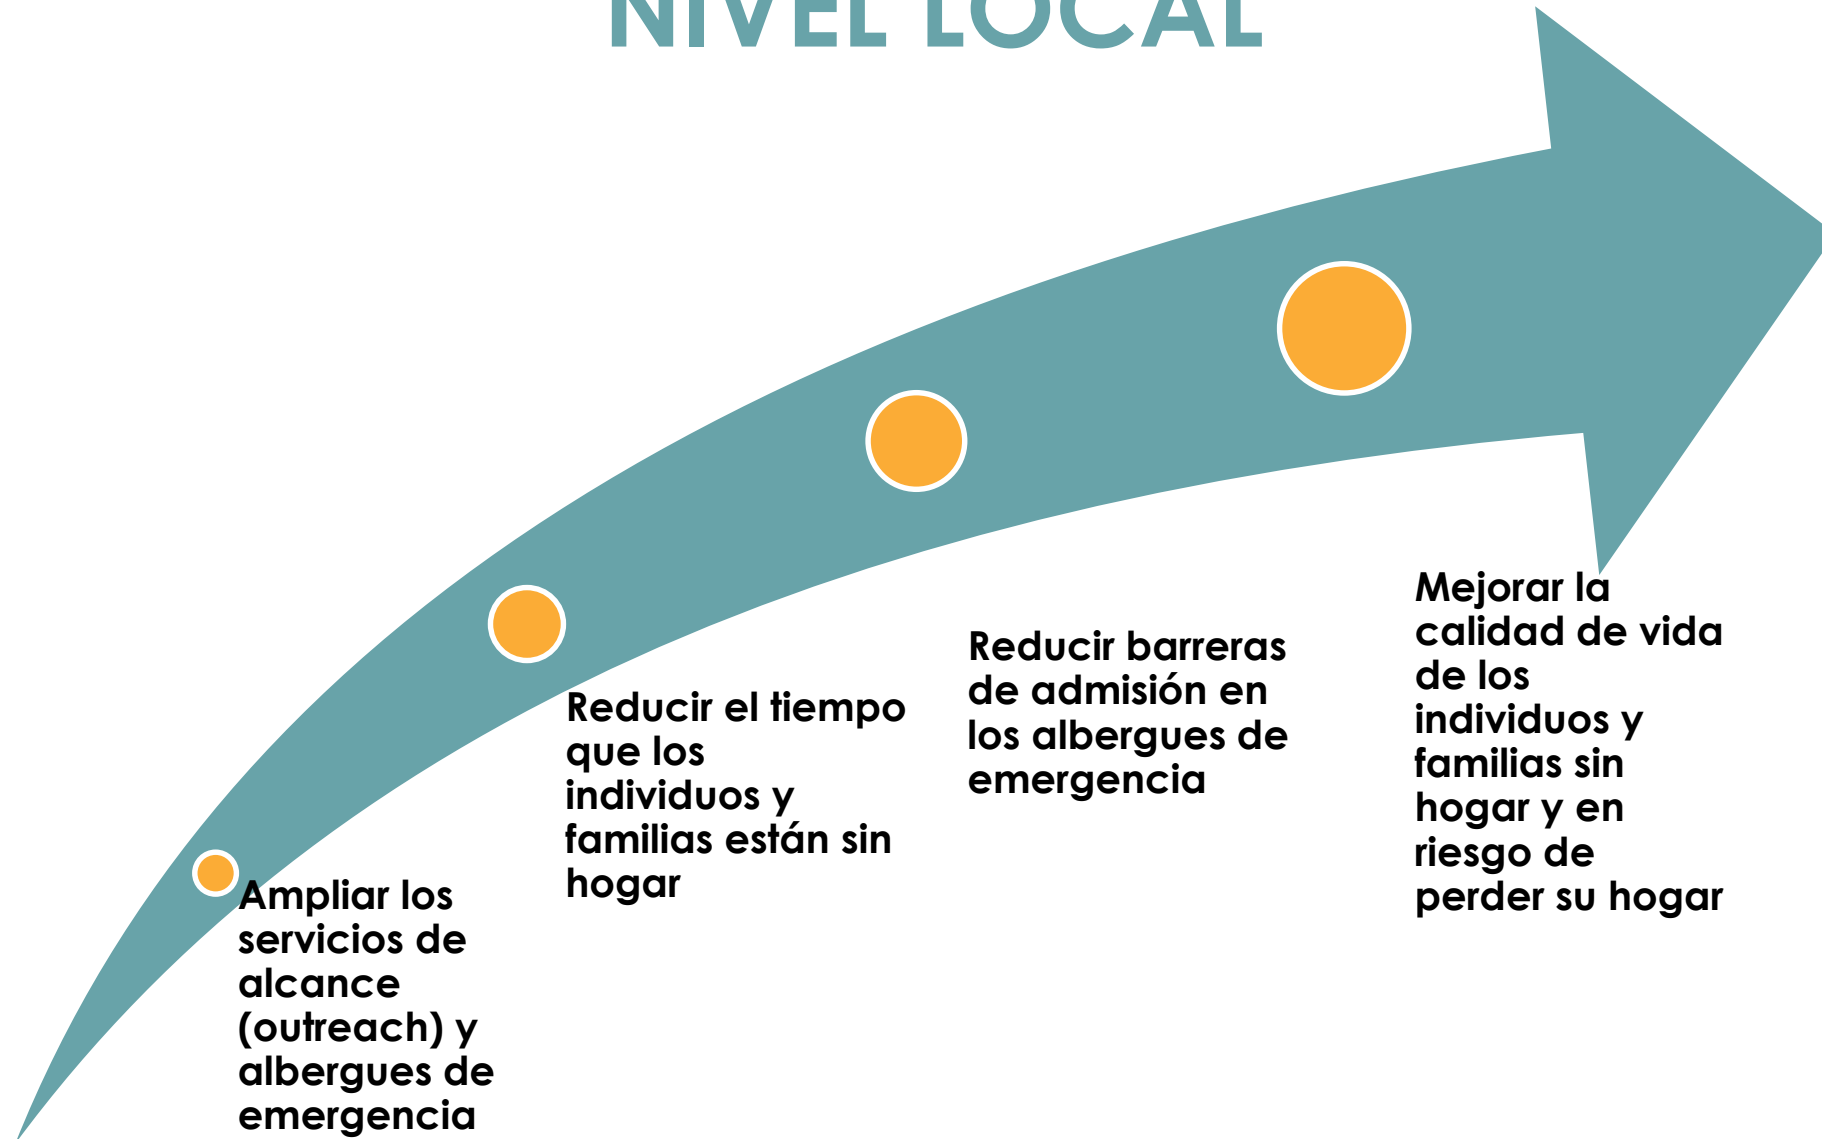 NIVEL LOCAL
Ampliar los
servicios de
alcance
(outreach) y
albergues de
emergencia
Reducir el tiempo
que los
individuos y
familias están sin
hogar
Reducir barreras
de admisión en
los albergues de
emergencia
Mejorar la
calidad de vida
de los
individuos y
familias sin
hogar y en
riesgo de
perder su hogar